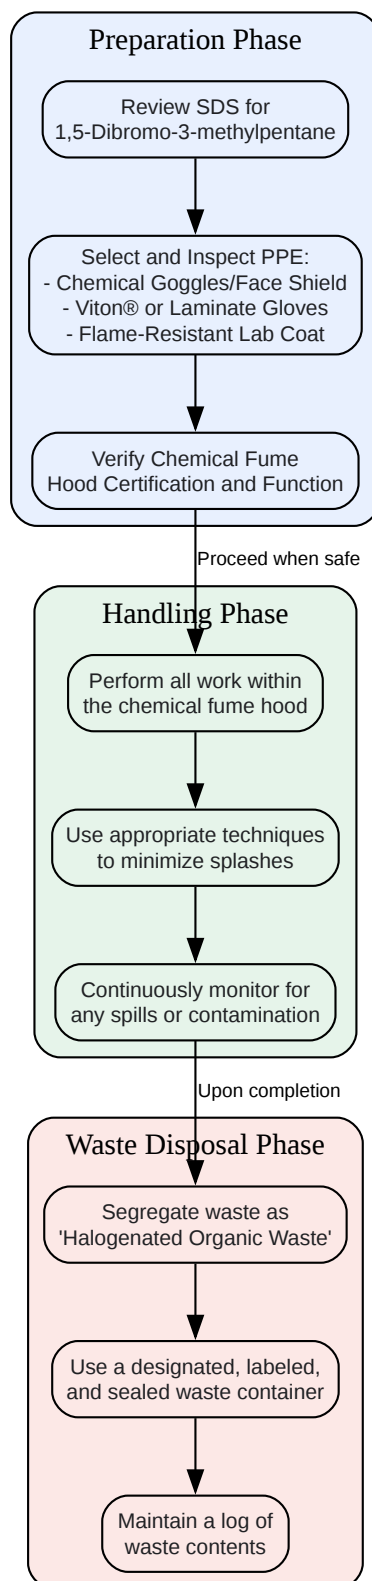 Preparation Phase
Review SDS for
1,5-Dibromo-3-methylpentane
Select and Inspect PPE:
- Chemical Goggles/Face Shield
- Viton® or Laminate Gloves
- Flame-Resistant Lab Coat
Verify Chemical Fume
Hood Certification and Function
Proceed when safe
Handling Phase
Perform all work within
the chemical fume hood
Use appropriate techniques
to minimize splashes
Continuously monitor for
any spills or contamination
Upon completion
Waste Disposal Phase
Segregate waste as
'Halogenated Organic Waste'
Use a designated, labeled,
and sealed waste container
Maintain a log of
waste contents